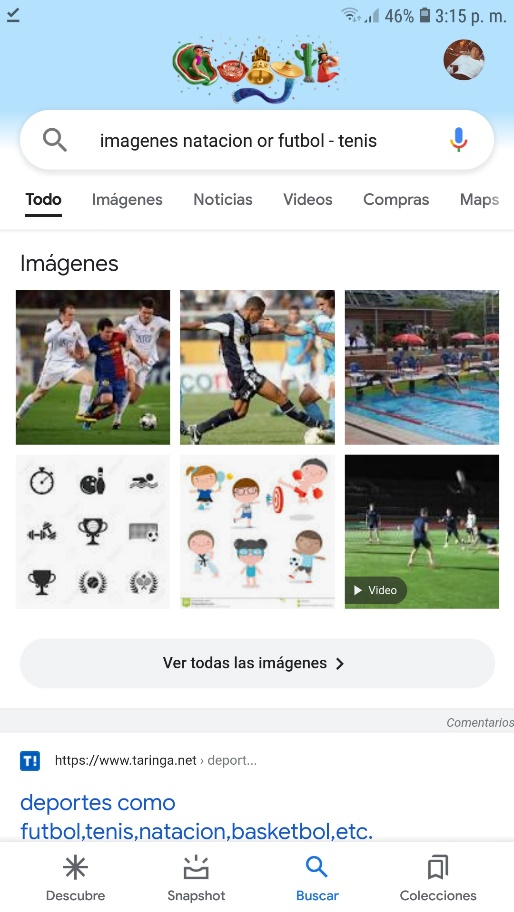 46% 3:15 p. m.
Google
imagenes natacion or futbol - tenis
Todo Imágenes Noticias Videos Compras Maps
Imágenes
Video
Ver todas las imágenes
Comentarios
T! https://www.taringa.net › deport...
deportes como
futbol,tenis,natacion,basketbol,etc.
Descubre Snapshot Buscar Colecciones